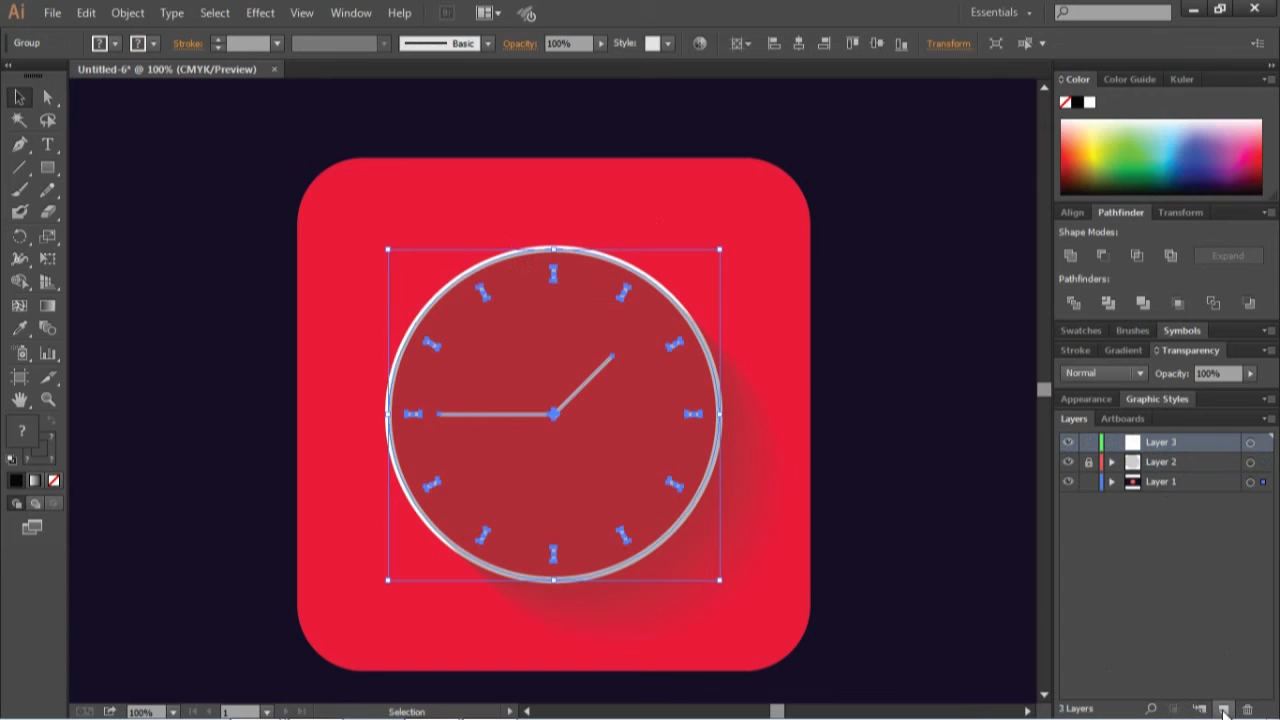 Ai File Edit Object Type Select Effect View Window Help Br Essentials
Group Stroke: Basic Opacity: 100% Style: Transform
Untitled-6* @ 100% (CMYK/Preview) ×
Color Color Guide Kuler
Align Pathfinder Transform
Shape Modes:
Expand
Pathfinders:
Swatches Brushes Symbols
Stroke Gradient Transparency
Normal Opacity: 100%
Appearance Graphic Styles
Layers Artboards
Layer 3
Layer 2
Layer 1
?
3 Layers
100% 1 Selection